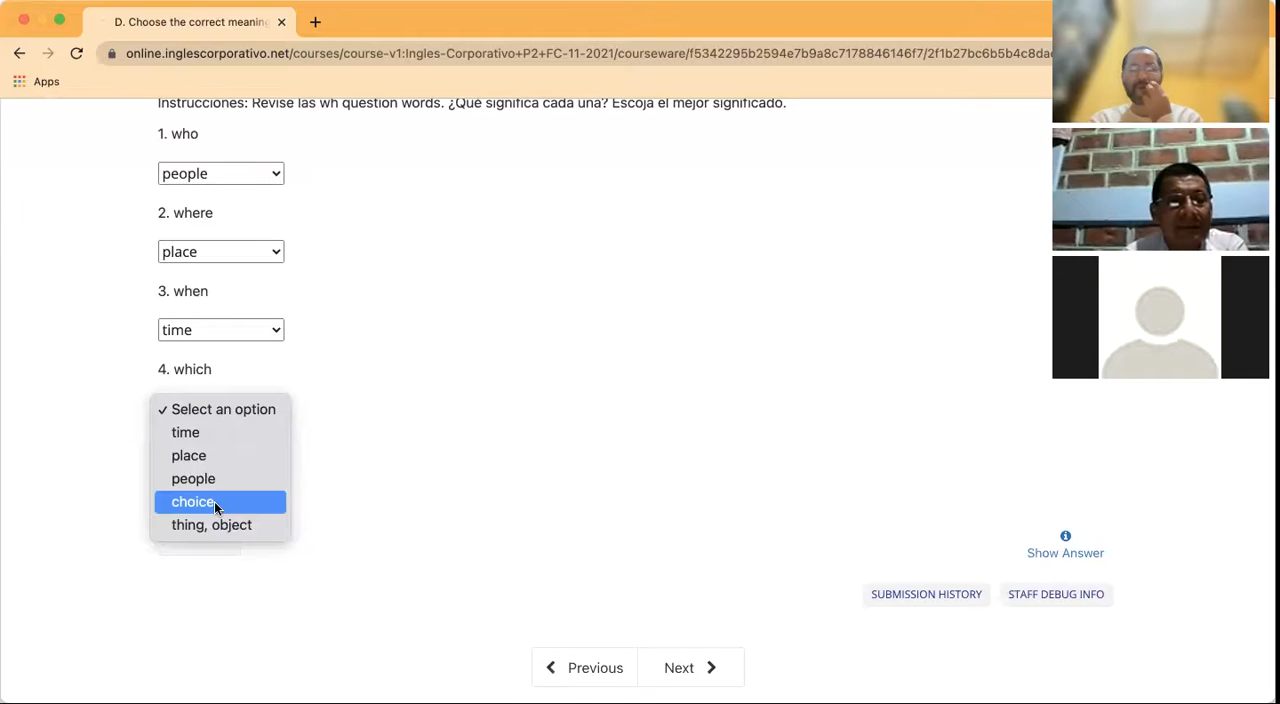 D. Choose the correct meanin
online.inglescorporativo.net/courses/course-v1:Ingles-Corporativo+P2+FC-11-2021/courseware/f5342295b2594e7b9a8c7178846146f7/2f1b27bc6b5b4c8da
Apps
Instrucciones: Revise las wh question words. ¿Qué significa cada una? Escoja el mejor significado.
1. who
people
2. where
place
3. when
time
4. which
✓ Select an option
time
place
people
choice
thing, object
Show Answer
SUBMISSION HISTORY
STAFF DEBUG INFO
Previous
Next